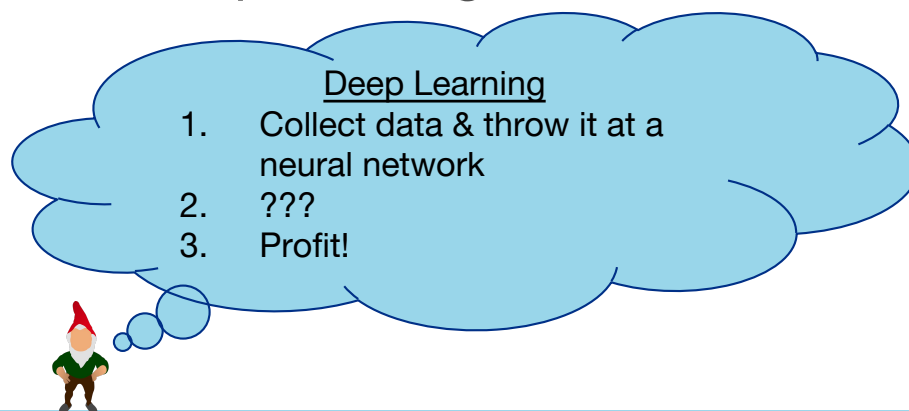 Deep Learning
1. Collect data & throw it at a
neural network
2. ???
3. Profit!